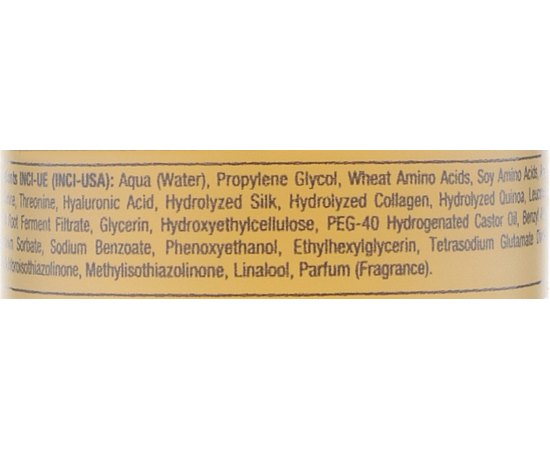 INCI-UE (INCI-USA): Aqua (Water), Propylene Glycol, Wheat Amino Acids, Soy Amino Acids,
Threonine, Hyaluronic Acid, Hydrolyzed Silk, Hydrolyzed Collagen, Hydrolyzed Quinoa,
Root Ferment Filtrate, Glycerin, Hydroxyethylcellulose, PEG-40 Hydrogenated Castor Oil,
Sorbate, Sodium Benzoate, Phenoxyethanol, Ethylhexylglycerin, Tetrasodium Glutamate
Methylisothiazolinone, Linalool, Parfum (Fragrance).